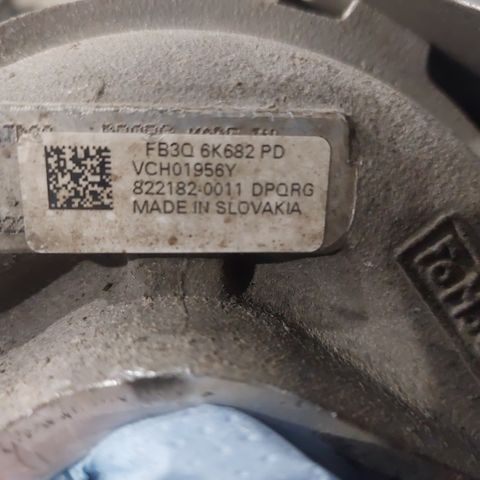 FB3Q 6K682 PD
VCH01956Y
822182-0011 DPQRG
MADE IN SLOVAKIA